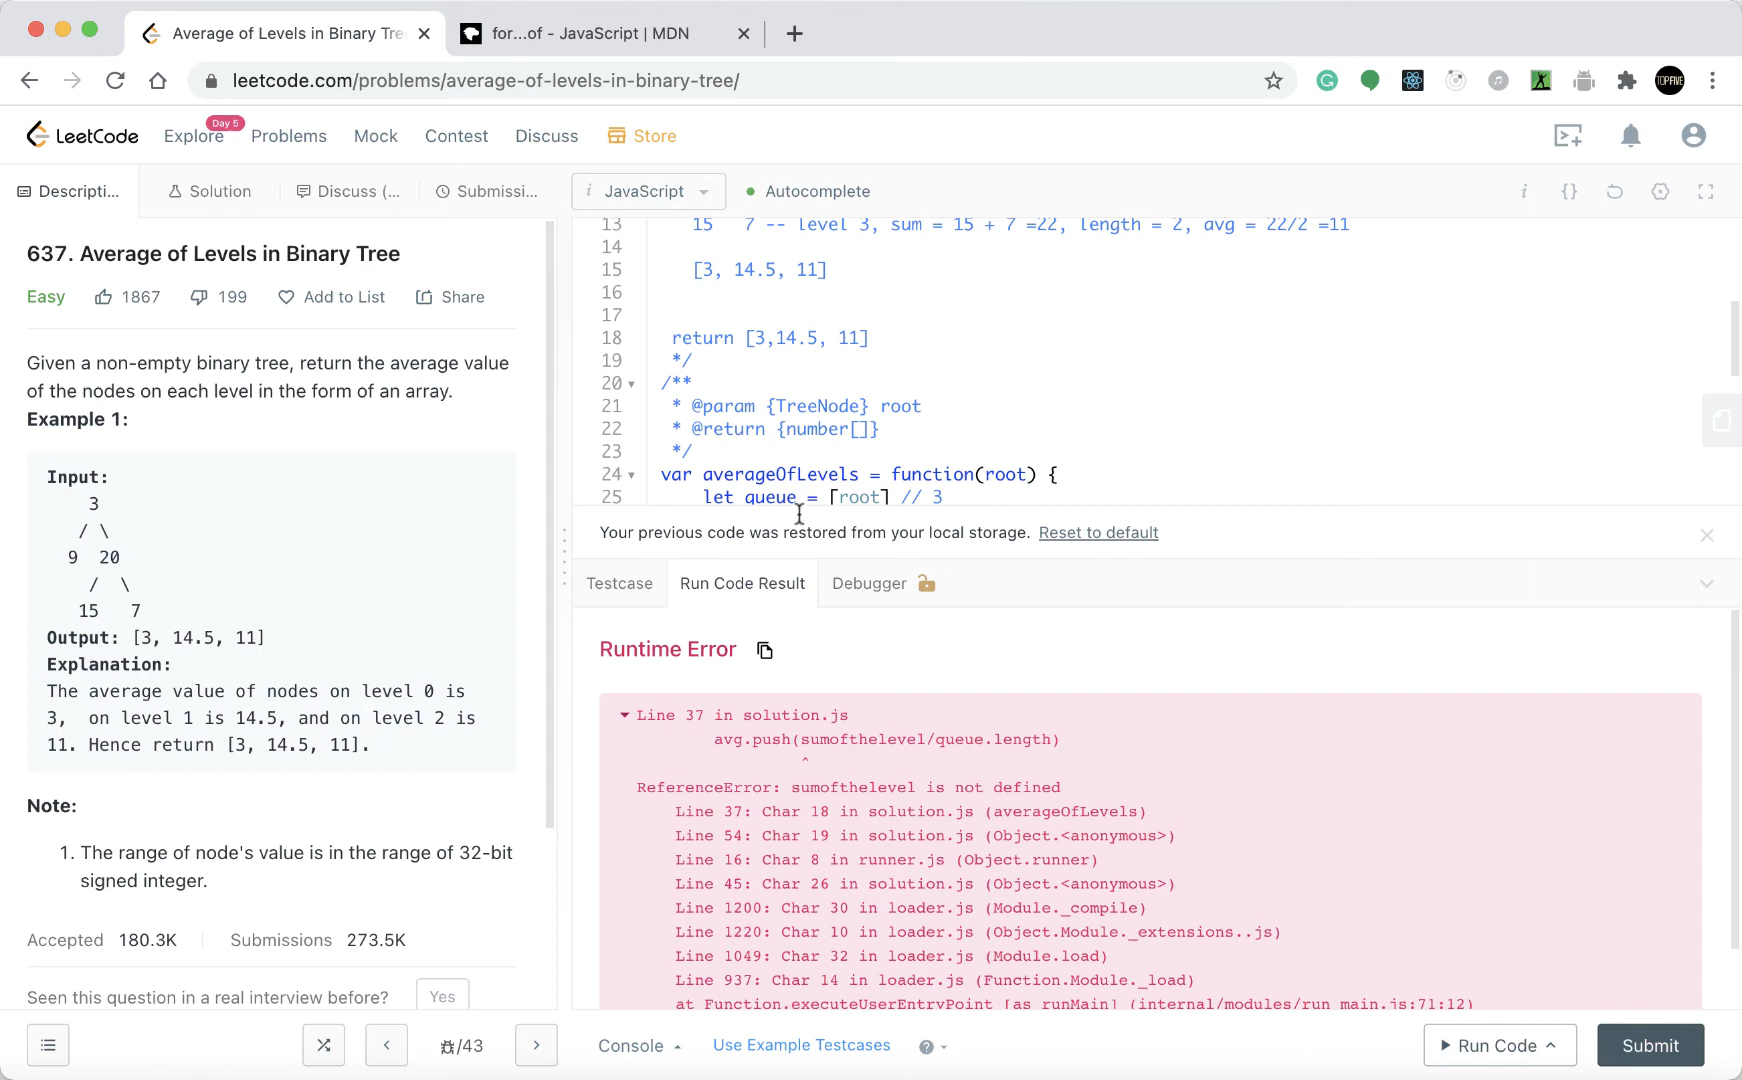 Average of Levels in Binary Tre
for...of - JavaScript | MDN
leetcode.com/problems/average-of-levels-in-binary-tree/
TOPFIVE
LeetCode
Explore
Day 5
Problems
Mock
Contest
Discuss
Store
Descripti...
Solution
Discuss (...
Submissi...
i JavaScript
Autocomplete
i {}
637. Average of Levels in Binary Tree
Easy 1867 199 Add to List Share
Given a non-empty binary tree, return the average value
of the nodes on each level in the form of an array.
Example 1:
Input:
3
/ \
9 20
/ \
15 7
Output: [3, 14.5, 11]
Explanation:
The average value of nodes on level 0 is
3, on level 1 is 14.5, and on level 2 is
11. Hence return [3, 14.5, 11].
Note:
1. The range of node's value is in the range of 32-bit
signed integer.
Accepted 180.3K Submissions 273.5K
Seen this question in a real interview before? Yes
/43
13 15 7 -- level 3, sum = 15 + 7 =22, length = 2, avg = 22/2 =11
14
15 [3, 14.5, 11]
16
17
18 return [3,14.5, 11]
19 */
20 /**
21 * @param {TreeNode} root
22 * @return {number[]}
23 */
24 var averageOfLevels = function(root) {
25 let queue = [root] // 3
Your previous code was restored from your local storage. Reset to default
Testcase
Run Code Result
Debugger
Runtime Error
Line 37 in solution.js
avg.push(sumofthelevel/queue.length)
^
ReferenceError: sumofthelevel is not defined
Line 37: Char 18 in solution.js (averageOfLevels)
Line 54: Char 19 in solution.js (Object.<anonymous>)
Line 16: Char 8 in runner.js (Object.runner)
Line 45: Char 26 in solution.js (Object.<anonymous>)
Line 1200: Char 30 in loader.js (Module._compile)
Line 1220: Char 10 in loader.js (Object.Module._extensions..js)
Line 1049: Char 32 in loader.js (Module.load)
Line 937: Char 14 in loader.js (Function.Module._load)
at Function.executeUserEntryPoint [as runMain] (internal/modules/run_main.js:71:12)
Console
Use Example Testcases
?
Run Code
Submit